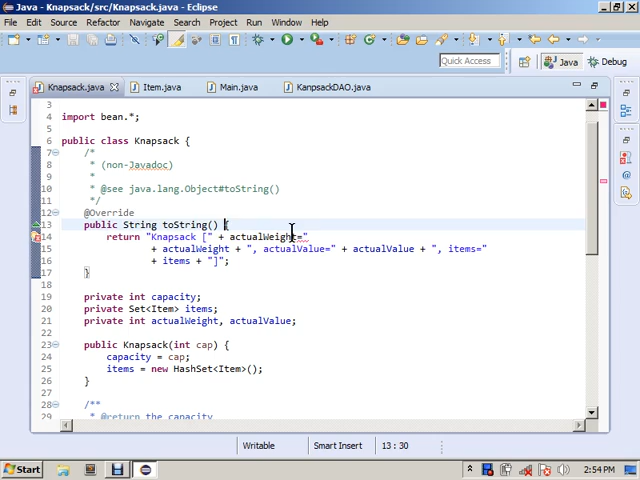 Java - Knapsack/src/Knapsack.java - Eclipse
File Edit Source Refactor Navigate Search Project Run Window Help
Quick Access Java Debug
Knapsack.java Item.java Main.java KanpsackDAO.java
3
4 import bean.*;
5
6 public class Knapsack {
7 /*
8 * (non-Javadoc)
9 *
10 * @see java.lang.Object#toString()
11 */
12 @Override
13 public String toString() {
14 return "Knapsack [" + actualWeight="
15 + actualWeight + ", actualValue=" + actualValue + ", items="
16 + items + "]";
17 }
18
19 private int capacity;
20 private Set<Item> items;
21 private int actualWeight, actualValue;
22
23 public Knapsack(int cap) {
24 capacity = cap;
25 items = new HashSet<Item>();
26 }
27
28 /**
29 * @return the capacity
Writable Smart Insert 13 : 30
Start 2:54 PM